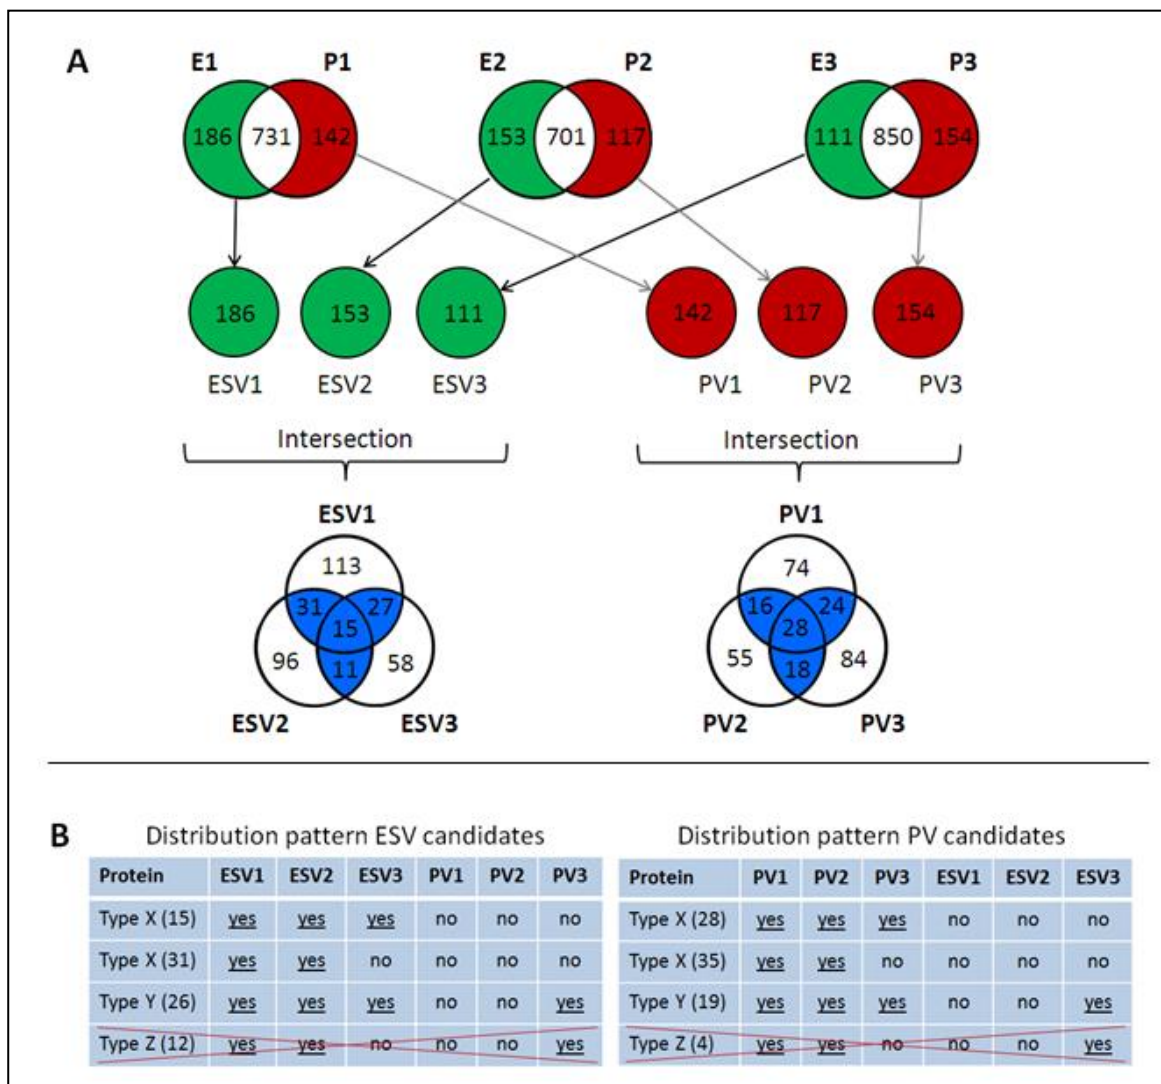 A
E1 P1 E2 P2 E3 P3
186 731 142 153 701 117 111 850 154
186 153 111 142 117 154
ESV1 ESV2 ESV3 PV1 PV2 PV3
Intersection Intersection
ESV1 PV1
113 74
31 27 16 24
15 28
96 11 58 55 18 84
ESV2 ESV3 PV2 PV3
B Distribution pattern ESV candidates Distribution pattern PV candidates
Protein ESV1 ESV2 ESV3 PV1 PV2 PV3 Protein PV1 PV2 PV3 ESV1 ESV2 ESV3
Type X (15) yes yes yes no no no Type X (28) yes yes yes no no no
Type X (31) yes yes no no no no Type X (35) yes yes no no no no
Type Y (26) yes yes yes no no yes Type Y (19) yes yes yes no no yes
Type Z (12) yes yes no no no yes Type Z (4) yes yes no no no yes